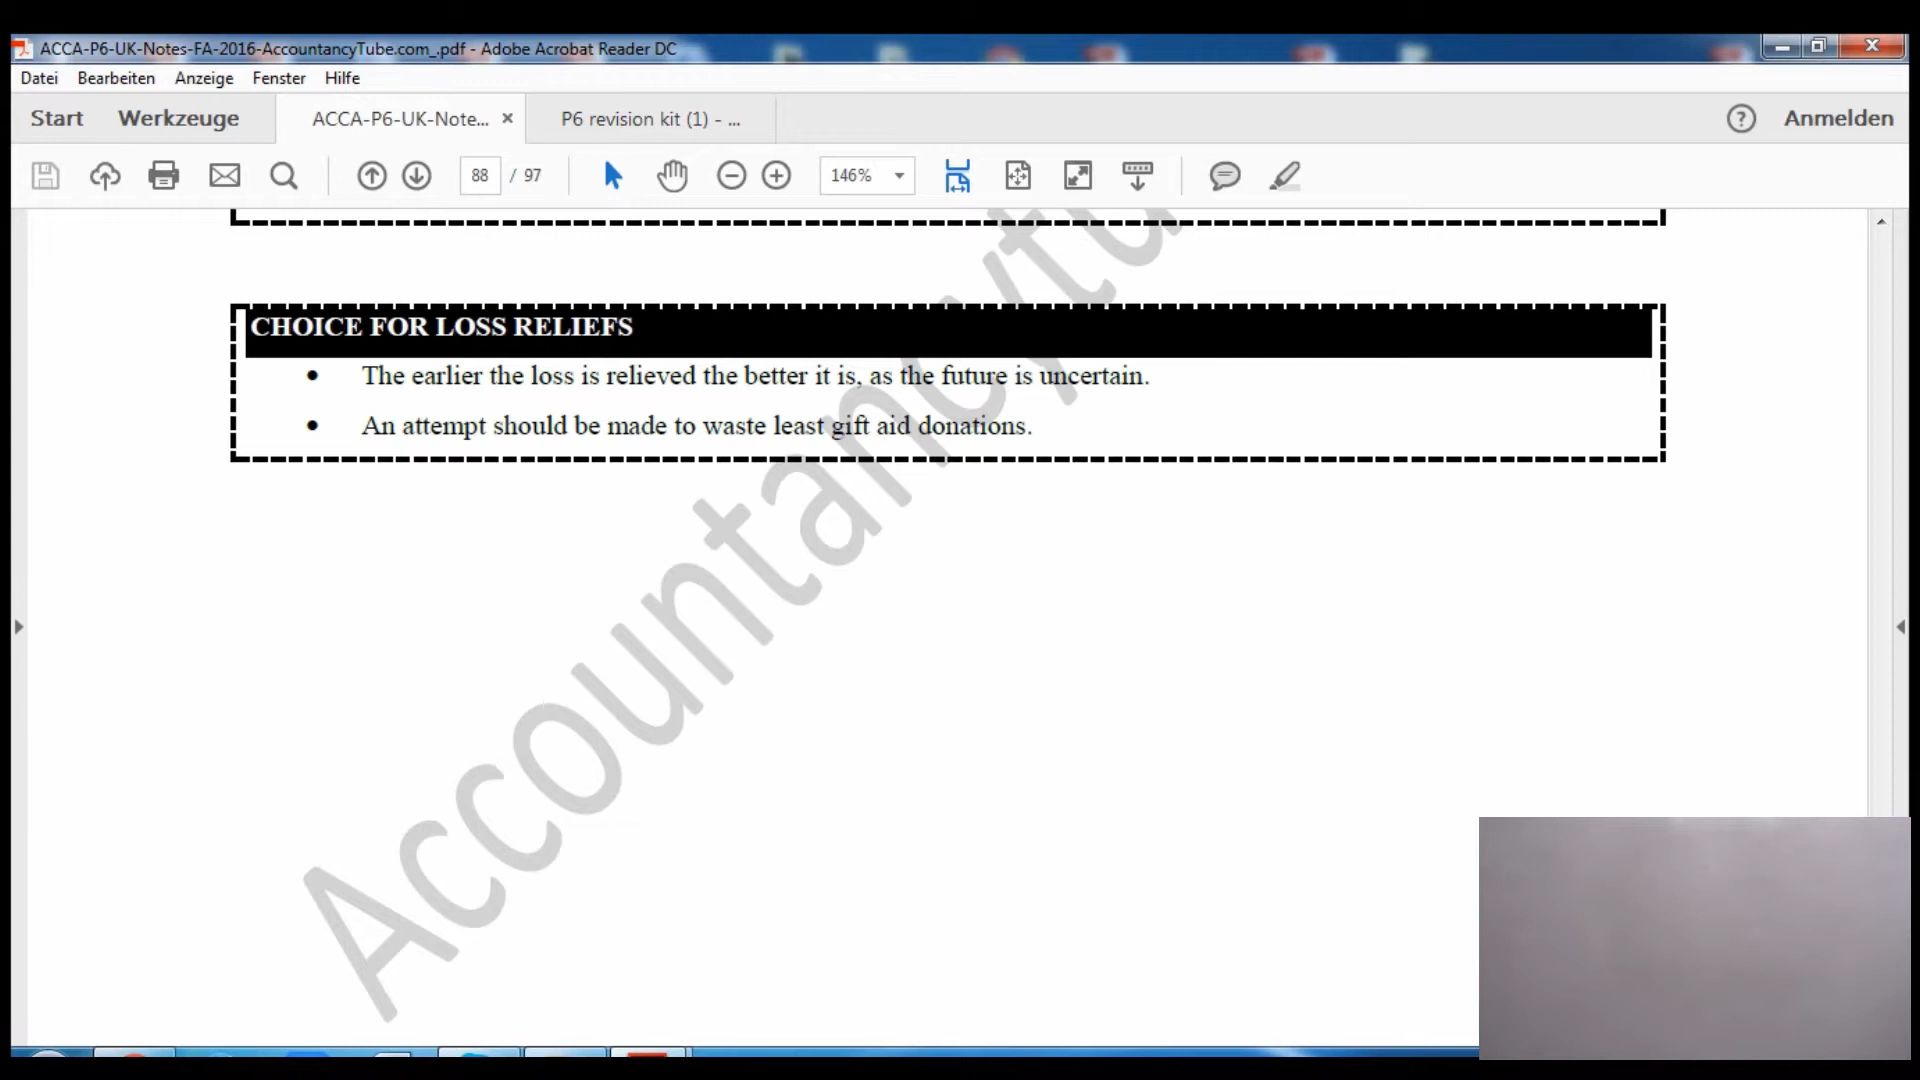 ACCA-P6-UK-Notes-FA-2016-AccountancyTube.com_.pdf - Adobe Acrobat Reader DC
Datei Bearbeiten Anzeige Fenster Hilfe
Start Werkzeuge ACCA-P6-UK-Note... × P6 revision kit (1) - ... ? Anmelden
88 / 97 146%
CHOICE FOR LOSS RELIEFS
• The earlier the loss is relieved the better it is, as the future is uncertain.
• An attempt should be made to waste least gift aid donations.
Accountancytu